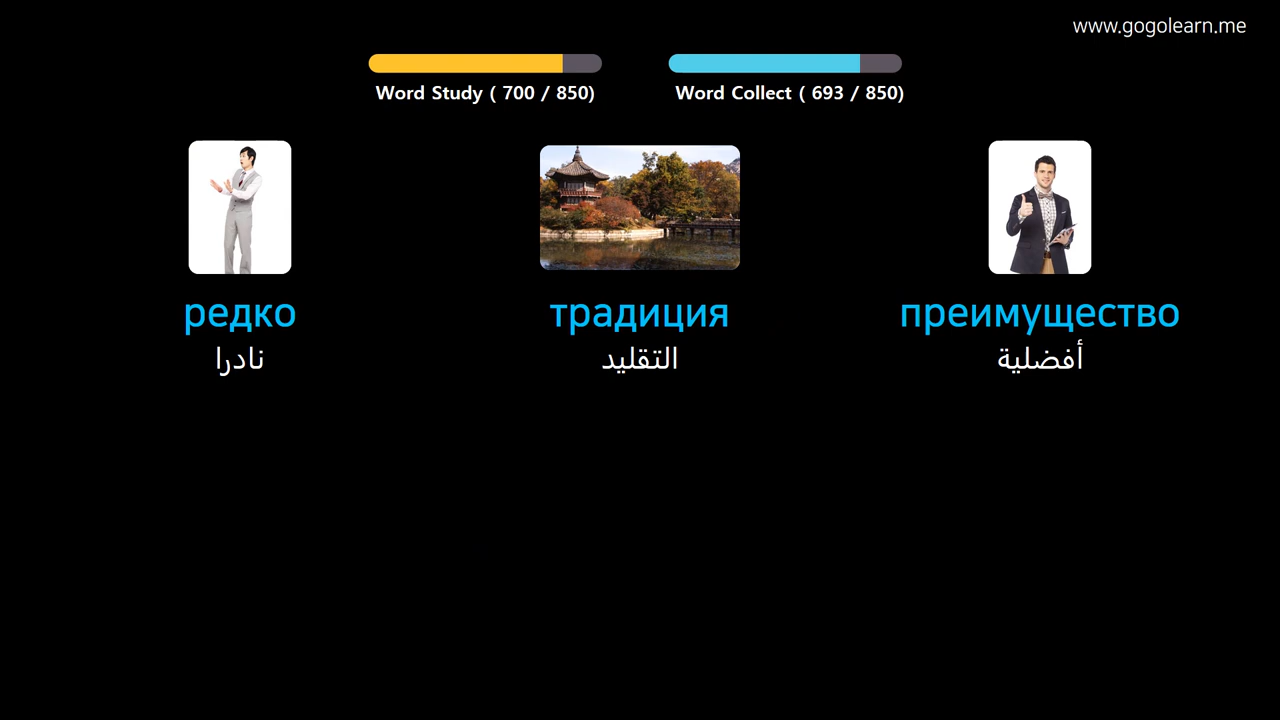 www.gogolearn.me
Word Study ( 700 / 850)
Word Collect ( 693 / 850)
редко
традиция
преимущество
نادرا
التقليد
أفضلية